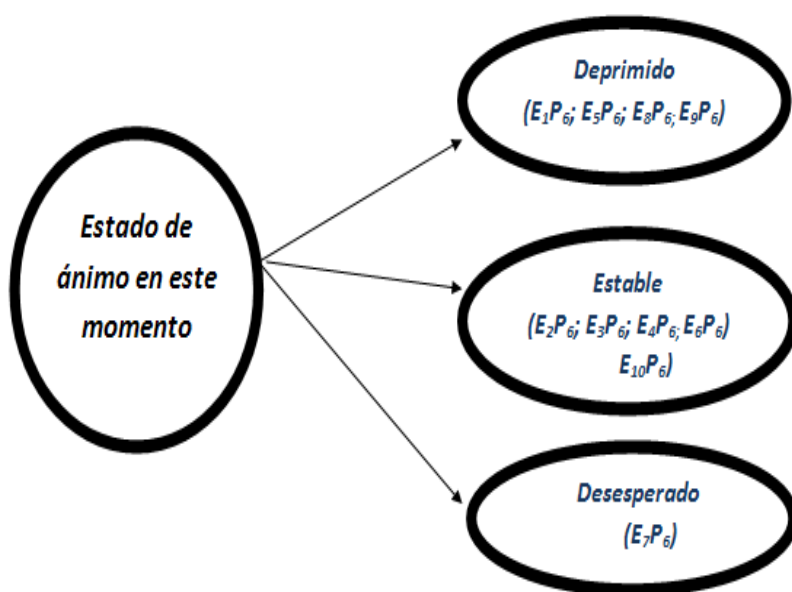 Estado de
ánimo en este
momento
Deprimido
(E₁P₆; E₅P₆; E₈P₆; E₉P₆)
Estable
(E₂P₆; E₃P₆; E₄P₆; E₆P₆)
E₁₀P₆)
Desesperado
(E₇P₆)